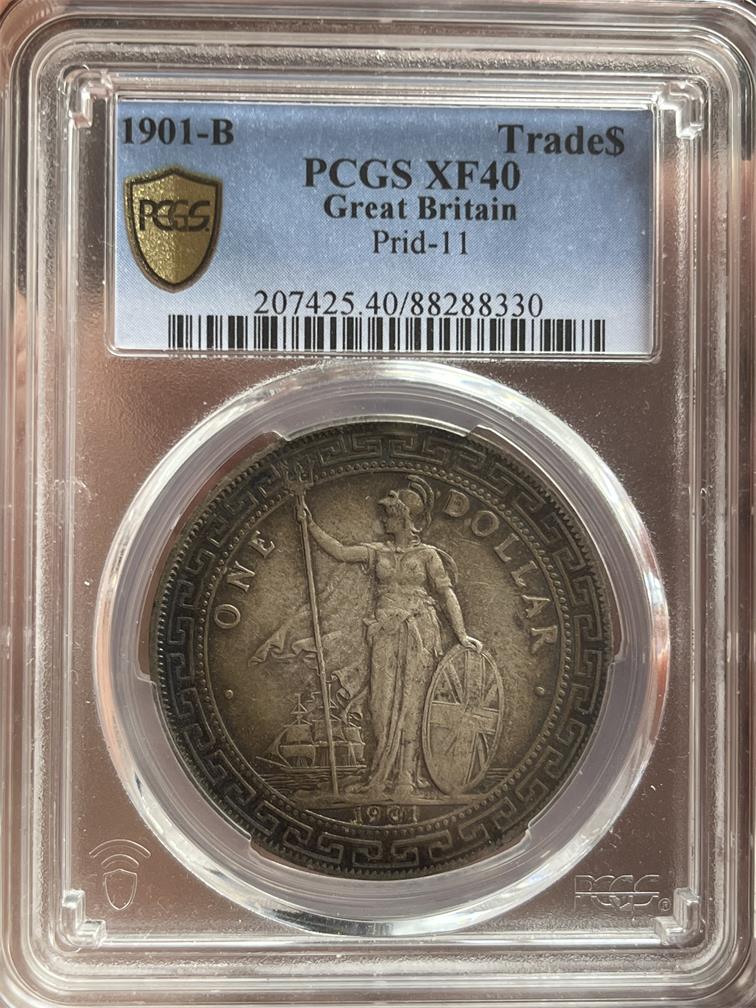 1901-B Trade$
PCGS XF40
PCGS Great Britain
Prid-11
207425.40/88288330
ONE DOLLAR
1901
PCGS®